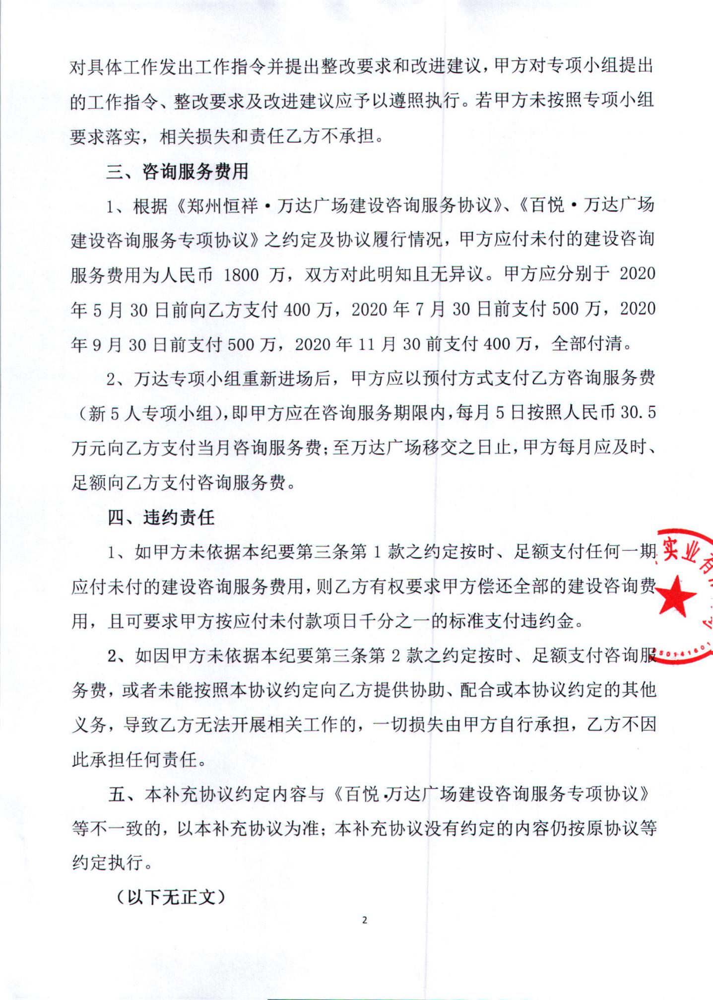 对具体工作发出工作指令并提出整改要求和改进建议，甲方对专项小组提出
的工作指令、整改要求及改进建议应予以遵照执行。若甲方未按照专项小组
要求落实，相关损失和责任乙方不承担。
三、咨询服务费用
1、根据《郑州恒祥·万达广场建设咨询服务协议》、《百悦·万达广场
建设咨询服务专项协议》之约定及协议履行情况，甲方应付未付的建设咨询
服务费用为人民币 1800 万，双方对此明知且无异议。甲方应分别于 2020
年 5 月 30 日前向乙方支付 400 万，2020 年 7 月 30 日前支付 500 万，2020
年 9 月 30 日前支付 500 万，2020 年 11 月 30 前支付 400 万，全部付清。
2、万达专项小组重新进场后，甲方应以预付方式支付乙方咨询服务费
（新 5 人专项小组），即甲方应在咨询服务期限内，每月 5 日按照人民币 30.5
万元向乙方支付当月咨询服务费；至万达广场移交之日止，甲方每月应及时、
足额向乙方支付咨询服务费。
四、违约责任
1、如甲方未依据本纪要第三条第 1 款之约定按时、足额支付任何一期
应付未付的建设咨询服务费用，则乙方有权要求甲方偿还全部的建设咨询费
用，且可要求甲方按应付未付款项日千分之一的标准支付违约金。
2、如因甲方未依据本纪要第三条第 2 款之约定按时、足额支付咨询服
务费，或者未能按照本协议约定向乙方提供协助、配合或本协议约定的其他
义务，导致乙方无法开展相关工作的，一切损失由甲方自行承担，乙方不因
此承担任何责任。
五、本补充协议约定内容与《百悦·万达广场建设咨询服务专项协议》
等不一致的，以本补充协议为准；本补充协议没有约定的内容仍按原协议等
约定执行。
（以下无正文）
2
实业有
50141601